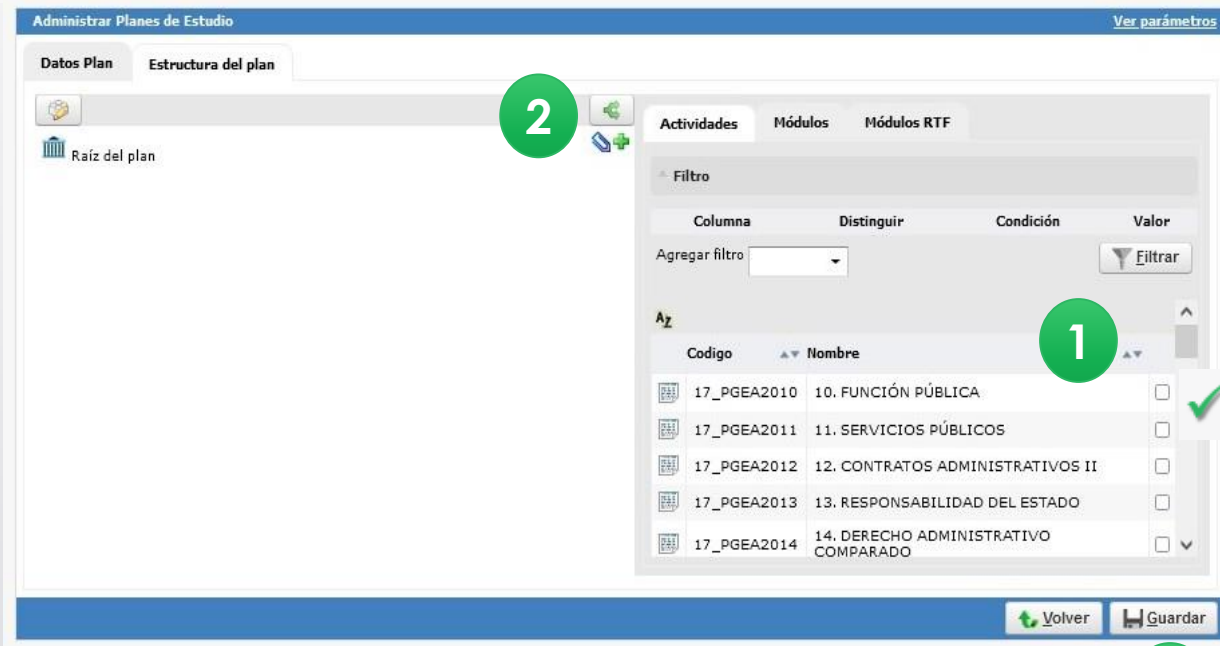 Administrar Planes de Estudio Ver parámetros
Datos Plan Estructura del plan
2
Actividades Módulos Módulos RTF
Raíz del plan
Filtro
Columna Distinguir Condición Valor
Agregar filtro Filtrar
AZ
1
Codigo Nombre
17_PGEA2010 10. FUNCIÓN PÚBLICA
17_PGEA2011 11. SERVICIOS PÚBLICOS
17_PGEA2012 12. CONTRATOS ADMINISTRATIVOS II
17_PGEA2013 13. RESPONSABILIDAD DEL ESTADO
17_PGEA2014 14. DERECHO ADMINISTRATIVO
COMPARADO
Volver Guardar